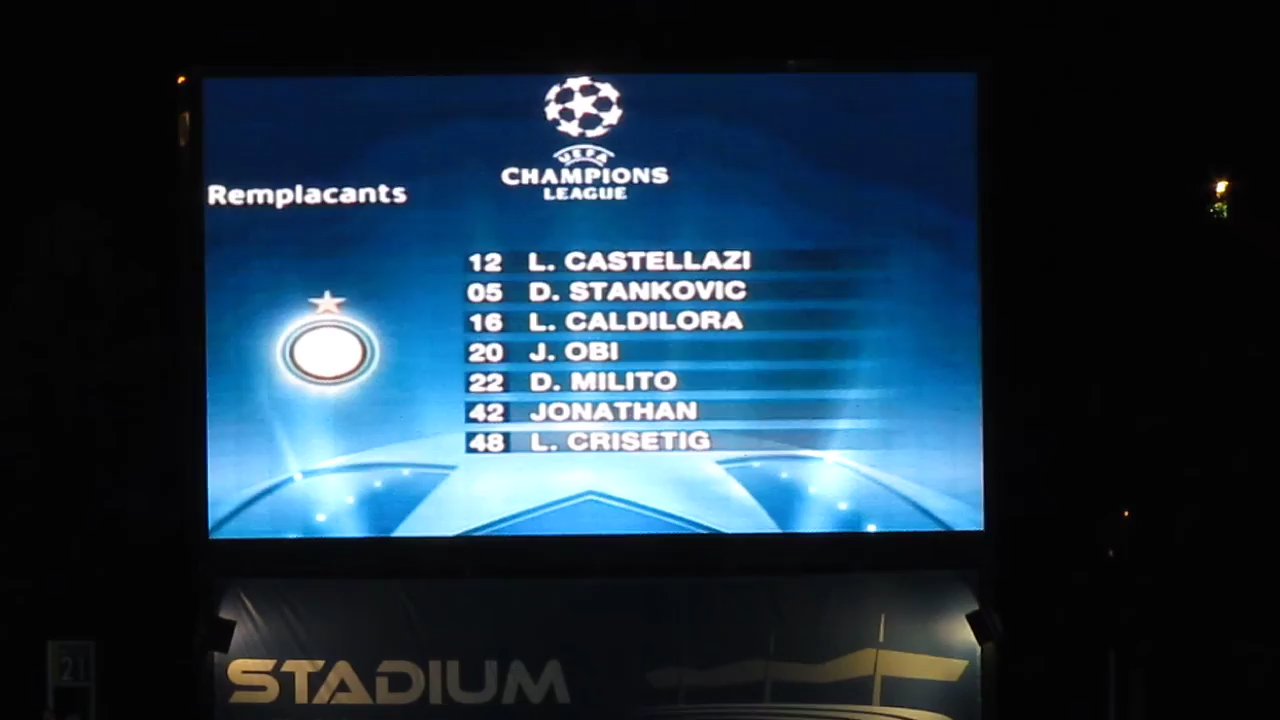 UEFA
CHAMPIONS
LEAGUE
Remplacants
12 L. CASTELLAZI
05 D. STANKOVIC
16 L. CALDILORA
20 J. OBI
22 D. MILITO
42 JONATHAN
48 L. CRISETIG
STADIUM
21